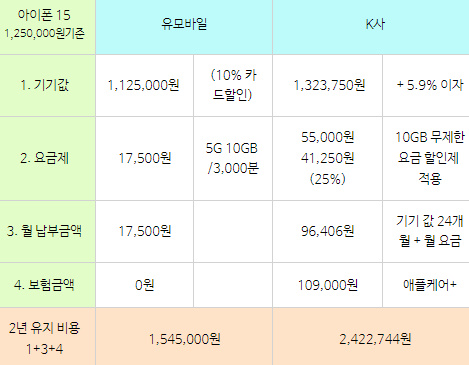 아이폰 15
1,250,000원기준
유모바일
K사
1. 기기값
1,125,000원
(10% 카
드할인)
1,323,750원
+ 5.9% 이자
2. 요금제
17,500원
5G 10GB
/3,000분
55,000원
41,250원
(25%)
10GB 무제한
요금 할인제
적용
3. 월 납부금액
17,500원
96,406원
기기 값 24개
월 + 월 요금
4. 보험금액
0원
109,000원
애플케어+
2년 유지 비용
1+3+4
1,545,000원
2,422,744원